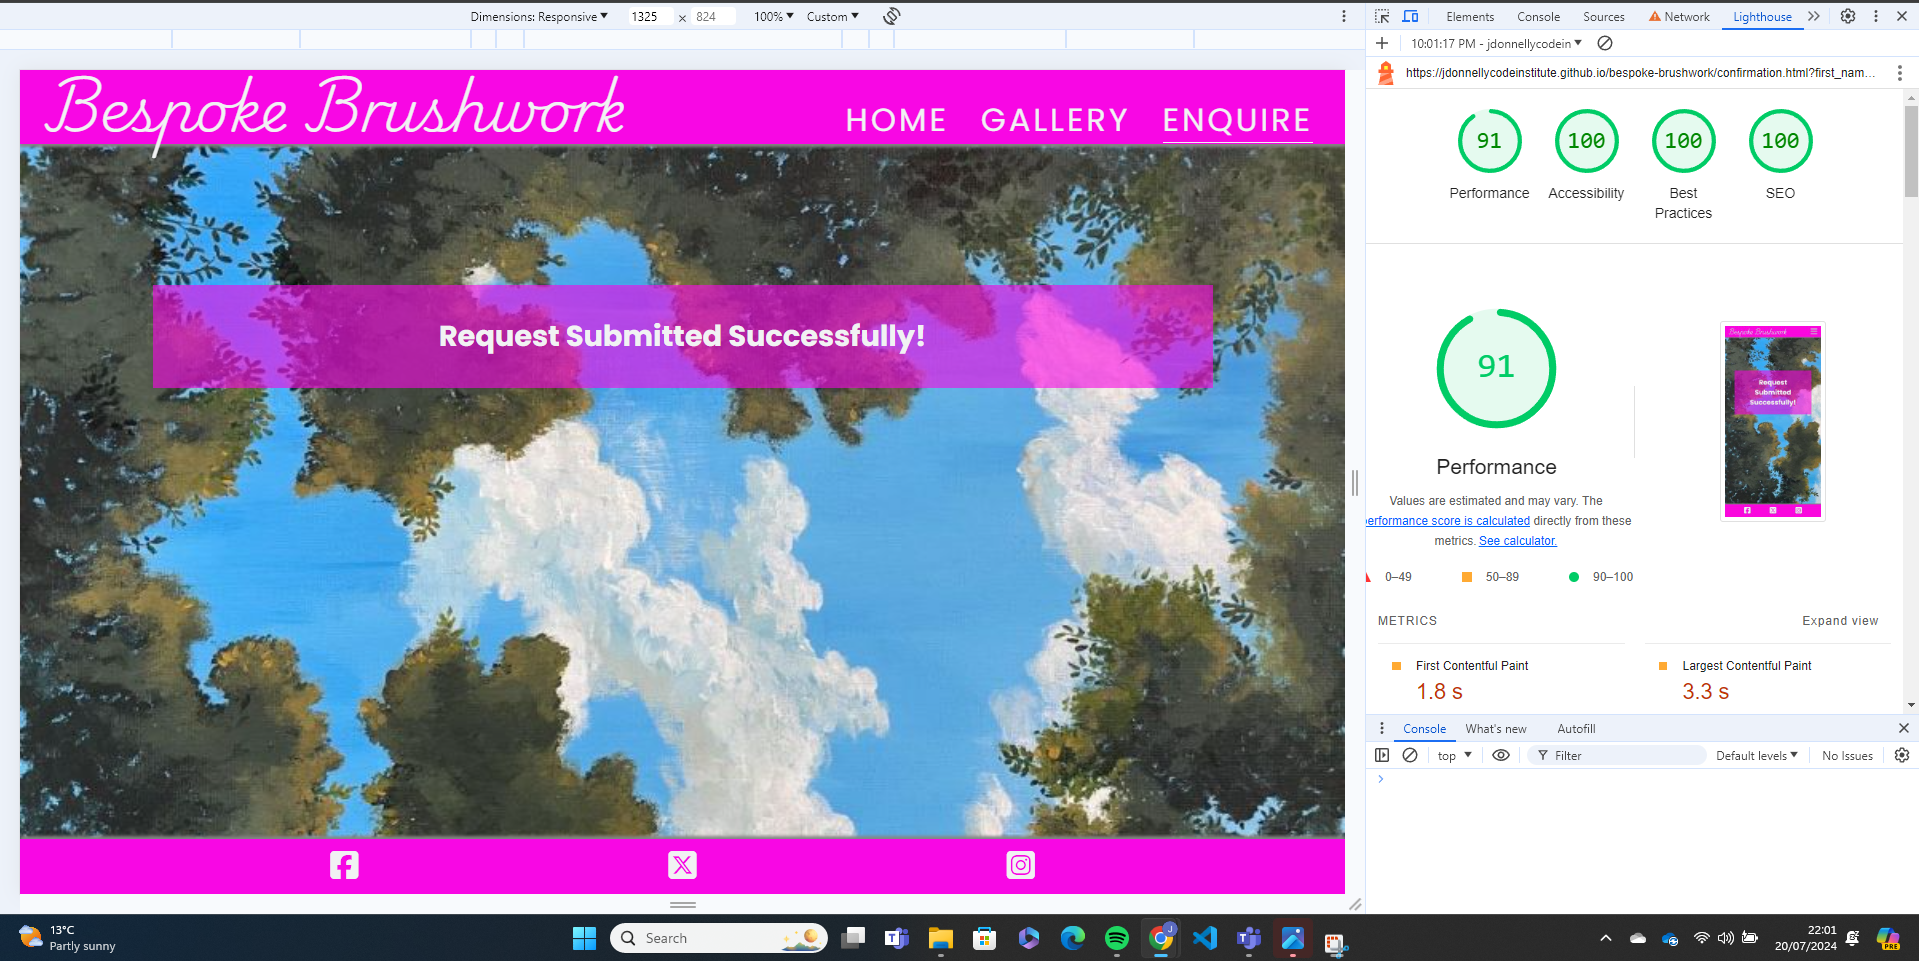 Dimensions: Responsive 1325 × 824 100% Custom
Elements Console Sources Network Lighthouse
10:01:17 PM - jdonnellycodein
https://jdonnellycodeinstitute.github.io/bespoke-brushwork/confirmation.html?first_nam...
Bespoke Brushwork
HOME GALLERY ENQUIRE
Request Submitted Successfully!
91 100 100 100
Performance Accessibility Best Practices SEO
91
Performance
Values are estimated and may vary. The
performance score is calculated directly from these
metrics. See calculator.
0–49 50–89 90–100
Bespoke Brushwork
Request
Submitted
Successfully!
METRICS Expand view
First Contentful Paint Largest Contentful Paint
1.8 s 3.3 s
Console What's new Autofill
top Filter Default levels No Issues
13°C
Partly sunny
Search
J
PRE
22:01
20/07/2024